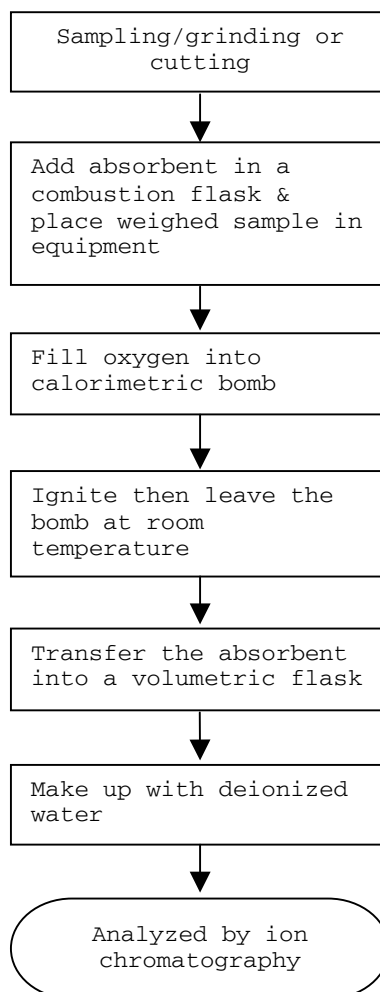 Sampling/grinding or
cutting
Add absorbent in a
combustion flask &
place weighed sample in
equipment
Fill oxygen into
calorimetric bomb
Ignite then leave the
bomb at room
temperature
Transfer the absorbent
into a volumetric flask
Make up with deionized
water
Analyzed by ion
chromatography